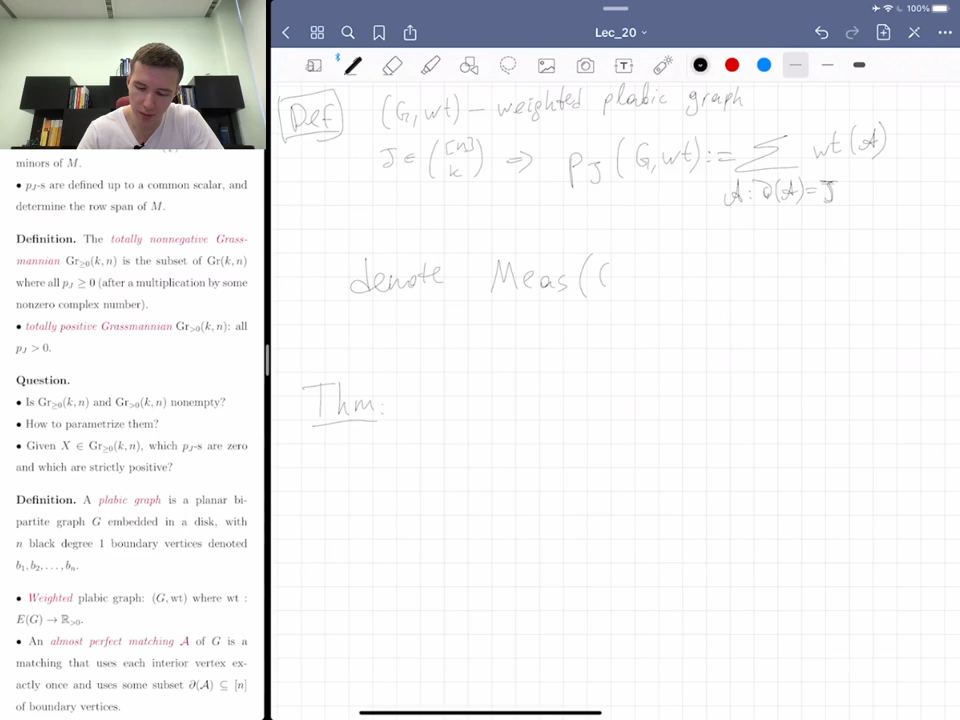 minors of M.
• p_J-s are defined up to a common scalar, and
determine the row span of M.
Definition. The totally nonnegative Grass-
mannian Gr≥0(k, n) is the subset of Gr(k, n)
where all p_J ≥ 0 (after a multiplication by some
nonzero complex number).
• totally positive Grassmannian Gr>0(k, n): all
p_J > 0.
Question.
• Is Gr≥0(k, n) and Gr>0(k, n) nonempty?
• How to parametrize them?
• Given X ∈ Gr≥0(k, n), which p_J-s are zero
and which are strictly positive?
Definition. A plabic graph is a planar bi-
partite graph G embedded in a disk, with
n black degree 1 boundary vertices denoted
b_1, b_2, . . . , b_n.
• Weighted plabic graph: (G, wt) where wt :
E(G) → ℝ>0.
• An almost perfect matching 𝒜 of G is a
matching that uses each interior vertex ex-
actly once and uses some subset ∂(𝒜) ⊆ [n]
of boundary vertices.
100%
Lec_20
Def (G, wt) - weighted plabic graph
J ∈ ([n] k) ⇒ p_J (G, wt) := ∑ wt(𝒜)
𝒜 : ∂(𝒜) = J
denote Meas(
Thm: